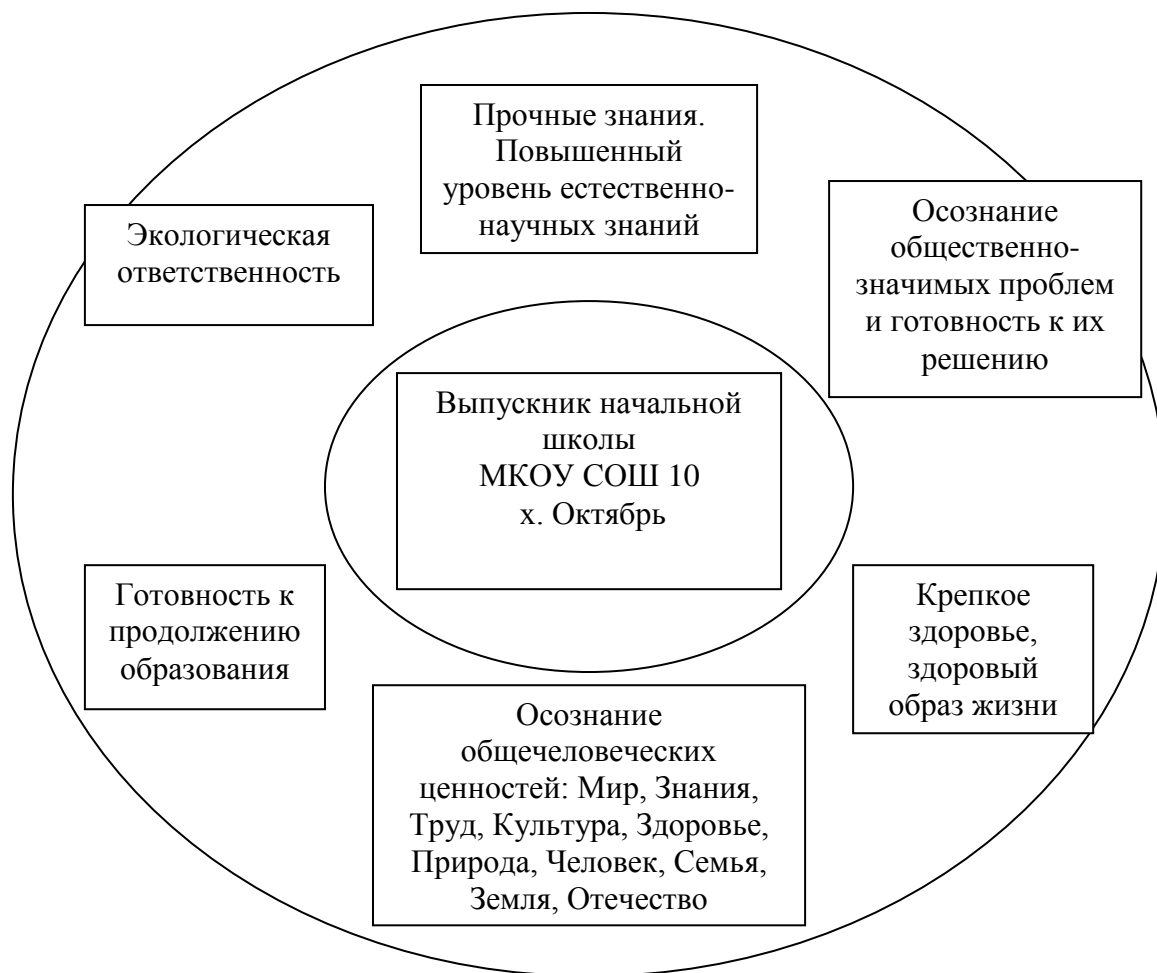 Прочные знания.
Повышенный
уровень естественно-
научных знаний
Экологическая
ответственность
Осознание
общественно-
значимых проблем
и готовность к их
решению
Выпускник начальной
школы
МКОУ СОШ 10
х. Октябрь
Готовность к
продолжению
образования
Крепкое
здоровье,
здоровый
образ жизни
Осознание
общечеловеческих
ценностей: Мир, Знания,
Труд, Культура, Здоровье,
Природа, Человек, Семья,
Земля, Отечество